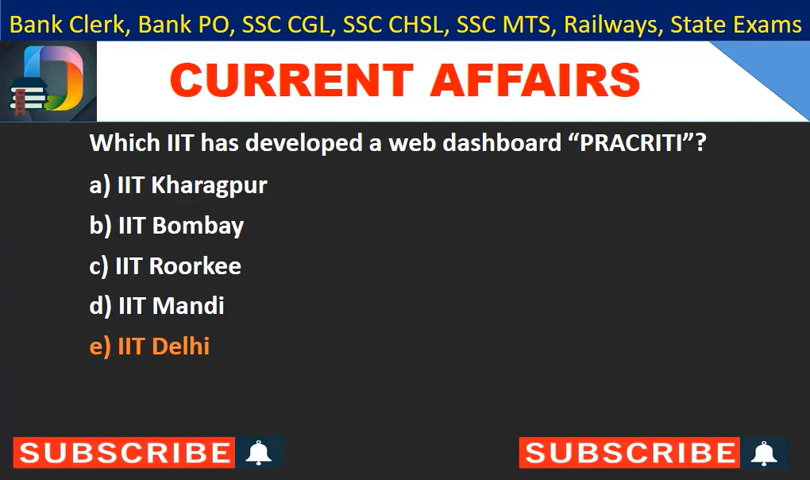 Bank Clerk, Bank PO, SSC CGL, SSC CHSL, SSC MTS, Railways, State Exams
CURRENT AFFAIRS
Which IIT has developed a web dashboard “PRACRITI”?
a) IIT Kharagpur
b) IIT Bombay
c) IIT Roorkee
d) IIT Mandi
e) IIT Delhi
SUBSCRIBE
SUBSCRIBE